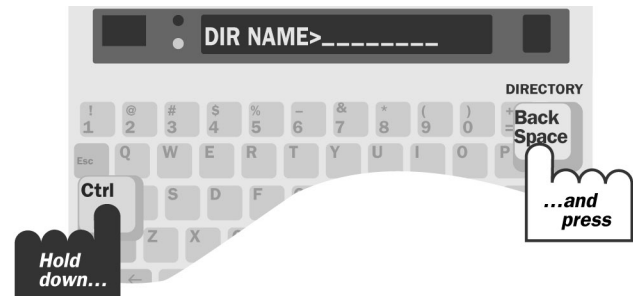 DIR NAME>________
DIRECTORY
! @ # $ % – & * ( ) +
1 2 3 4 5 6 7 8 9 0 =
Back
Space
Esc Q W E R T Y U I O P
Ctrl S D F
...and
press
Z X
Hold
down...
←